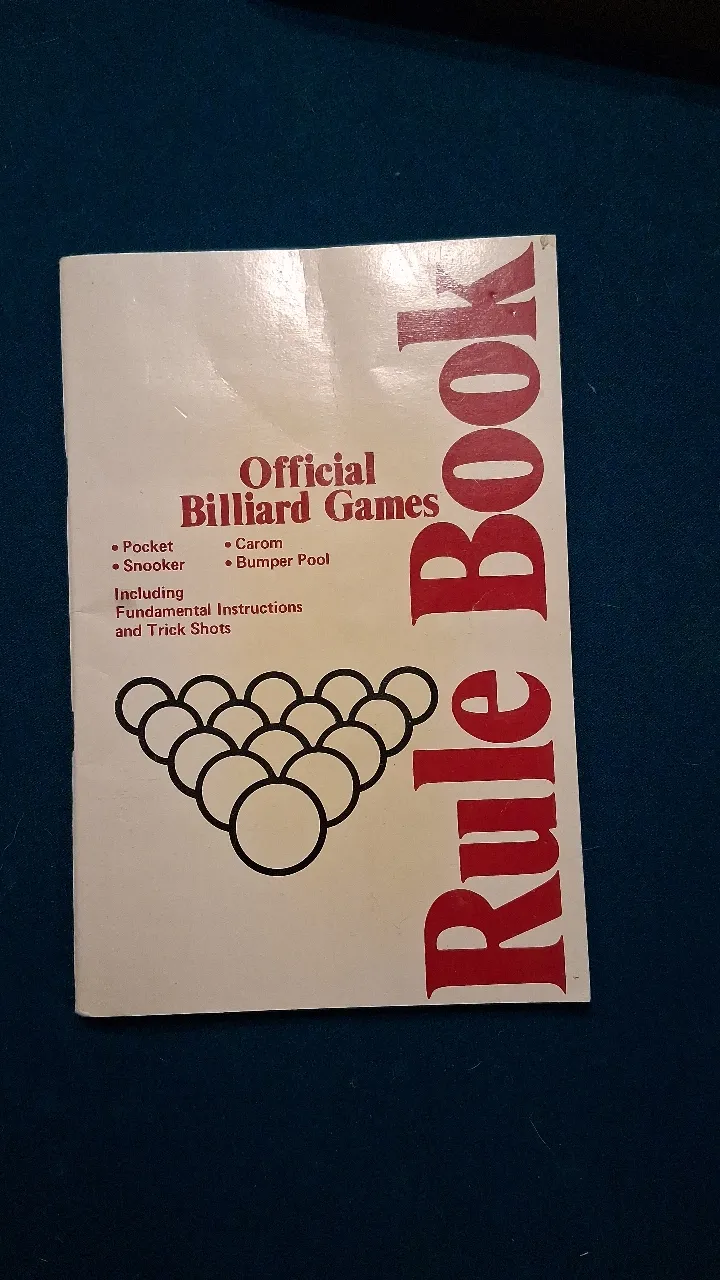 Official
Billiard Games
• Pocket
• Snooker
• Carom
• Bumper Pool
Including
Fundamental Instructions
and Trick Shots
Rule Book